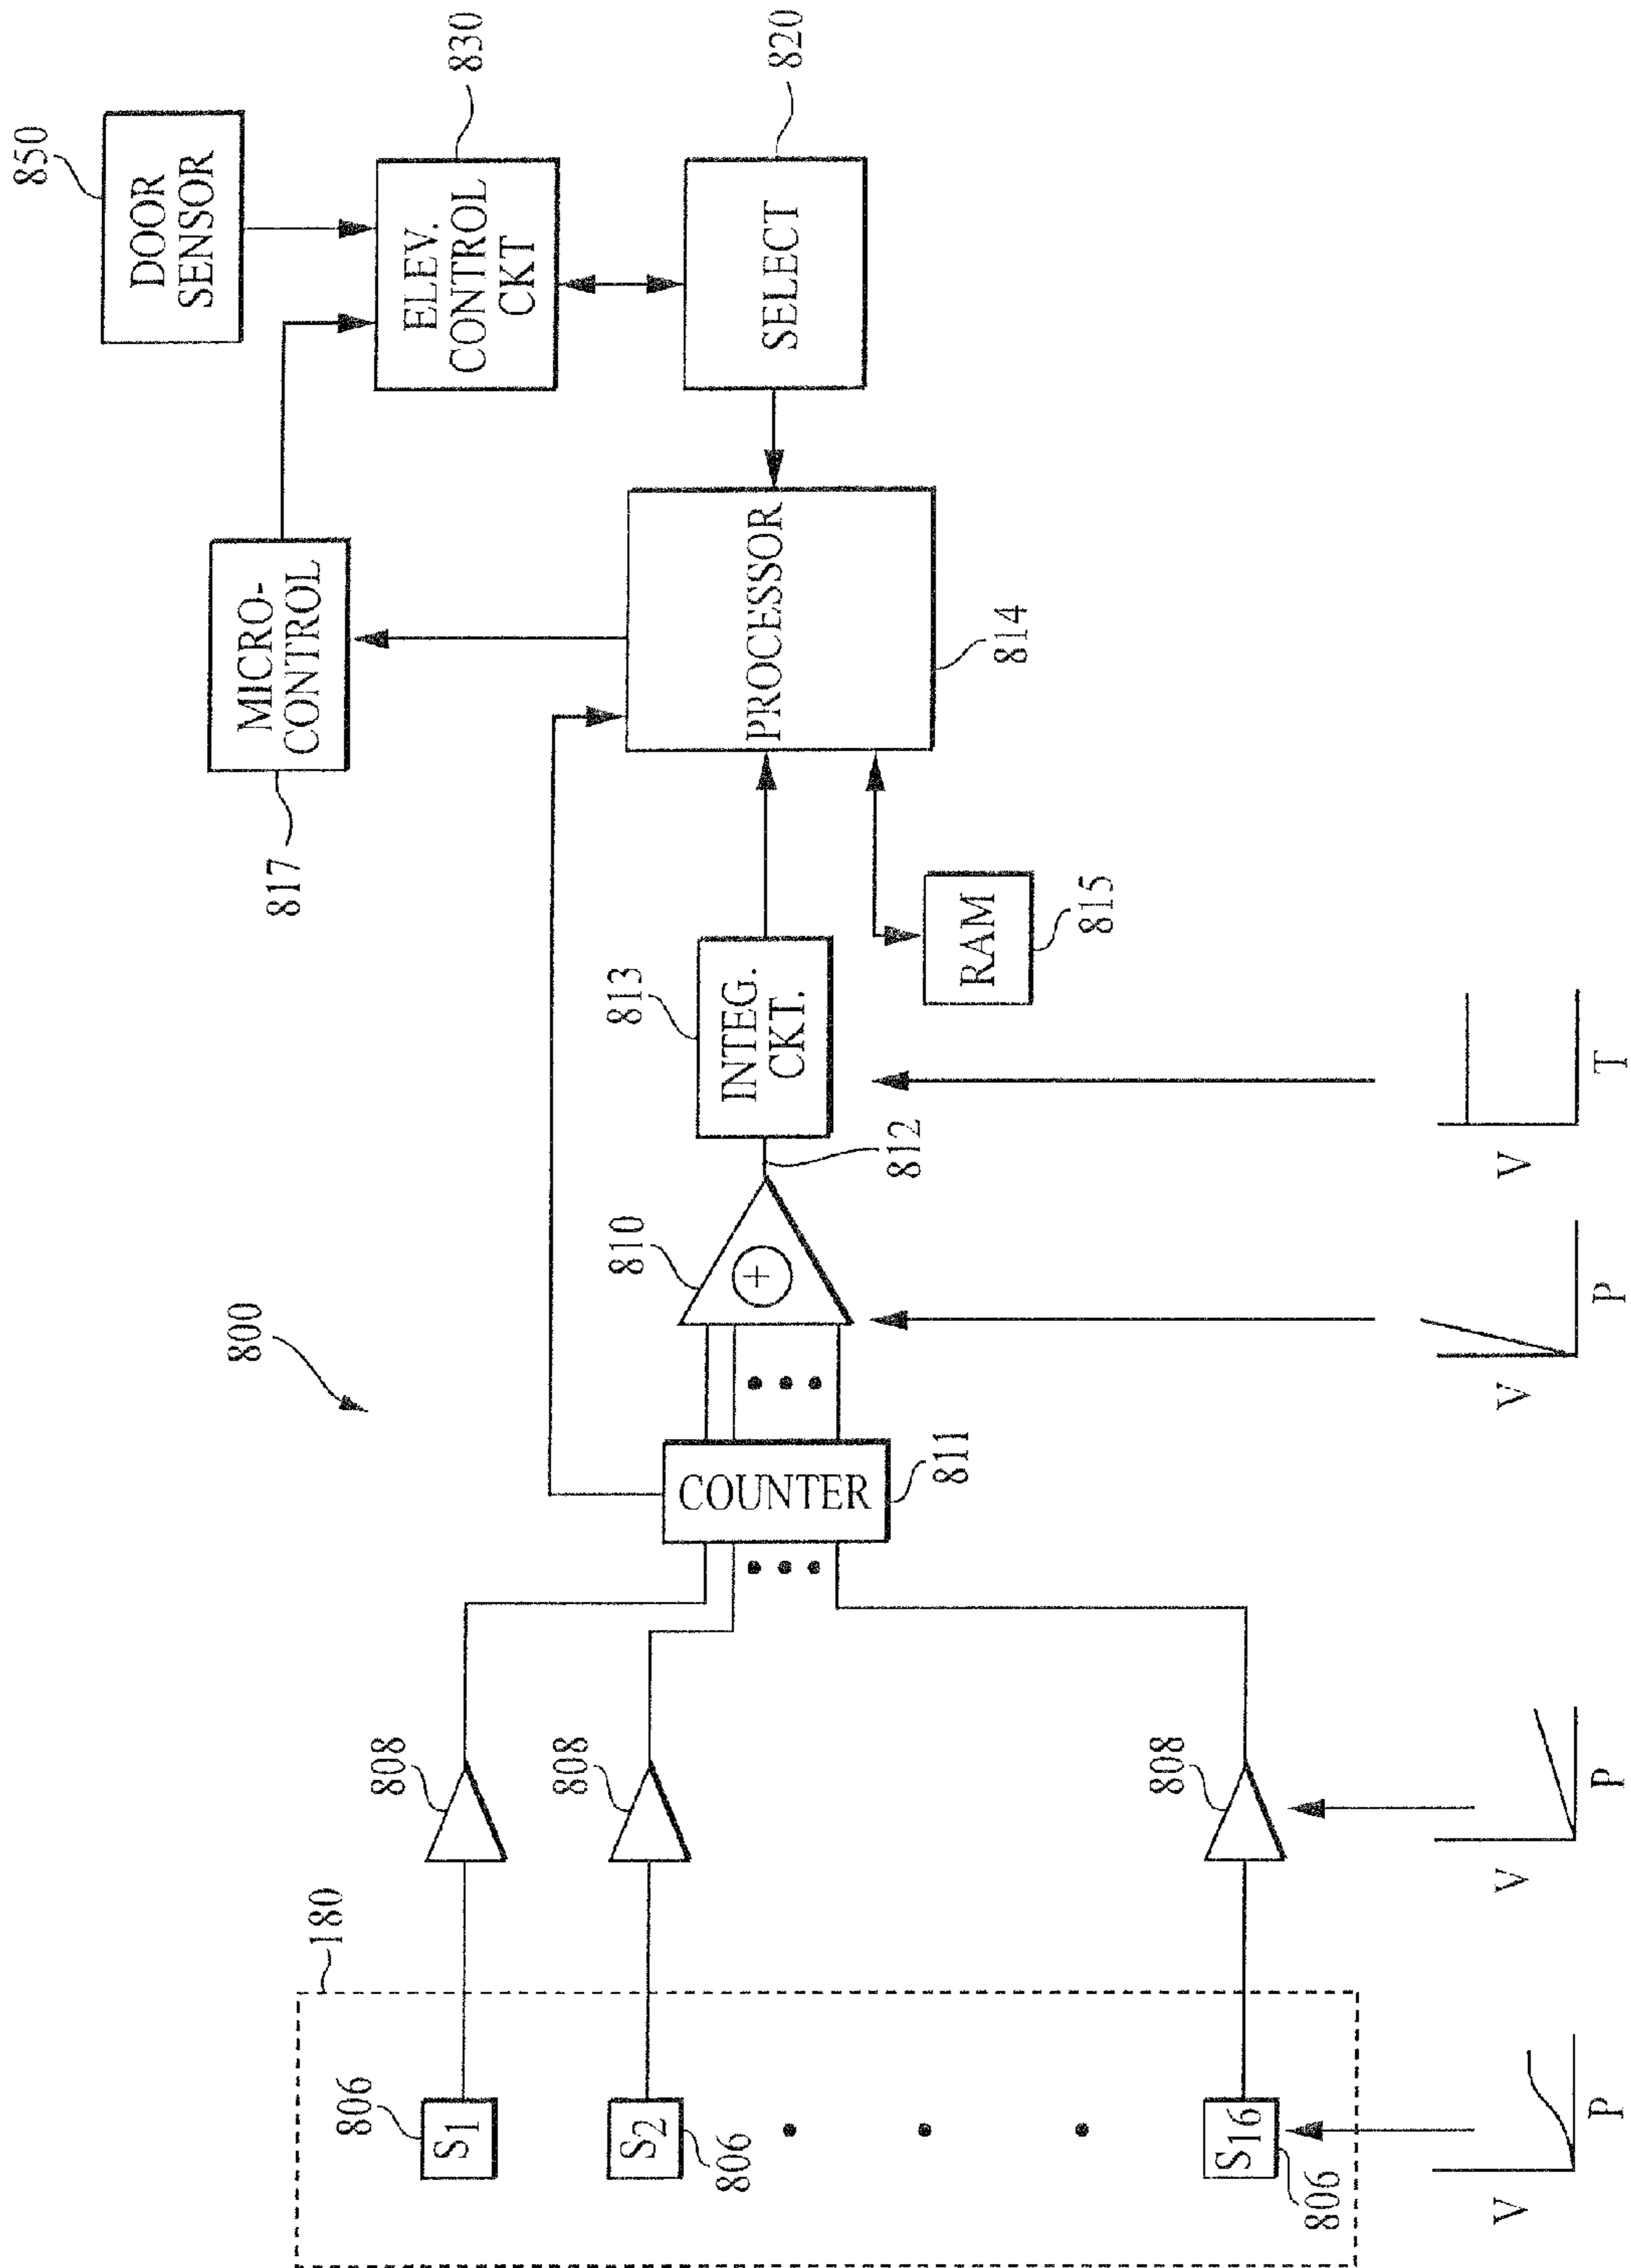 800
850
DOOR
SENSOR
830
ELEV.
CONTROL
CKT
820
SELECT
817
MICRO-
CONTROL
PROCESSOR
814
813
INTEG.
CKT.
RAM
815
812
810
+
COUNTER
811
808
808
808
180
806
S1
S2
806
S16
806
V
P
V
P
V
P
V
T